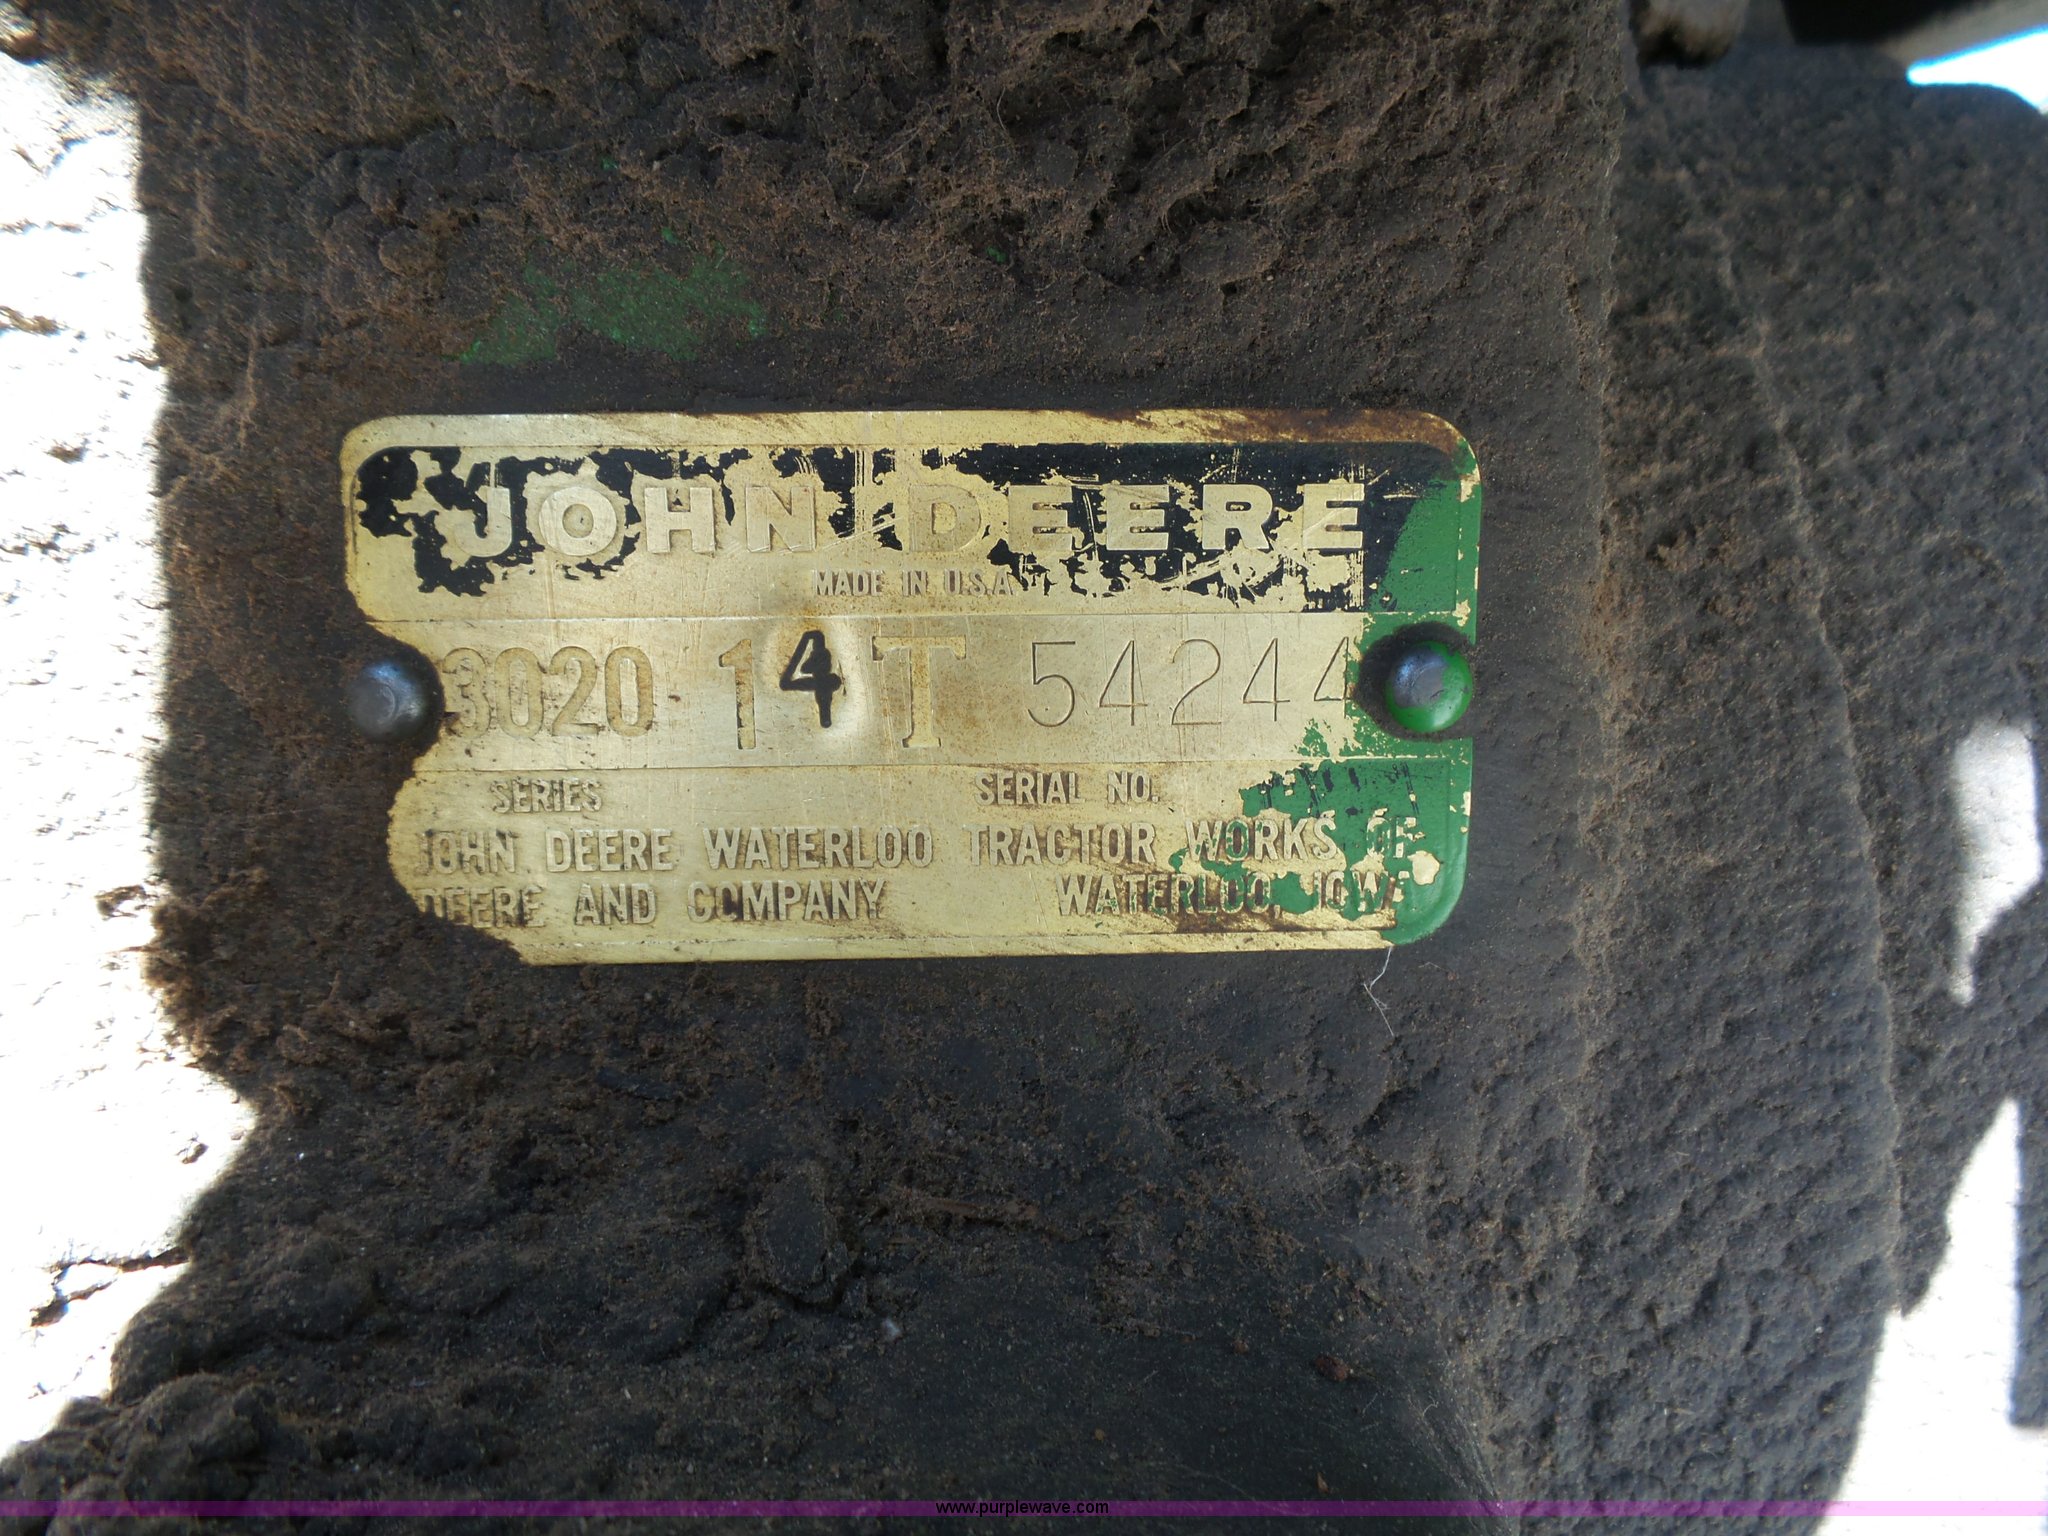 JOHN DEERE
MADE IN U.S.A
3020 14T 54244
SERIES SERIAL NO.
JOHN DEERE WATERLOO TRACTOR WORKS OF
DEERE AND COMPANY WATERLOO, IOWA
www.purplewave.com